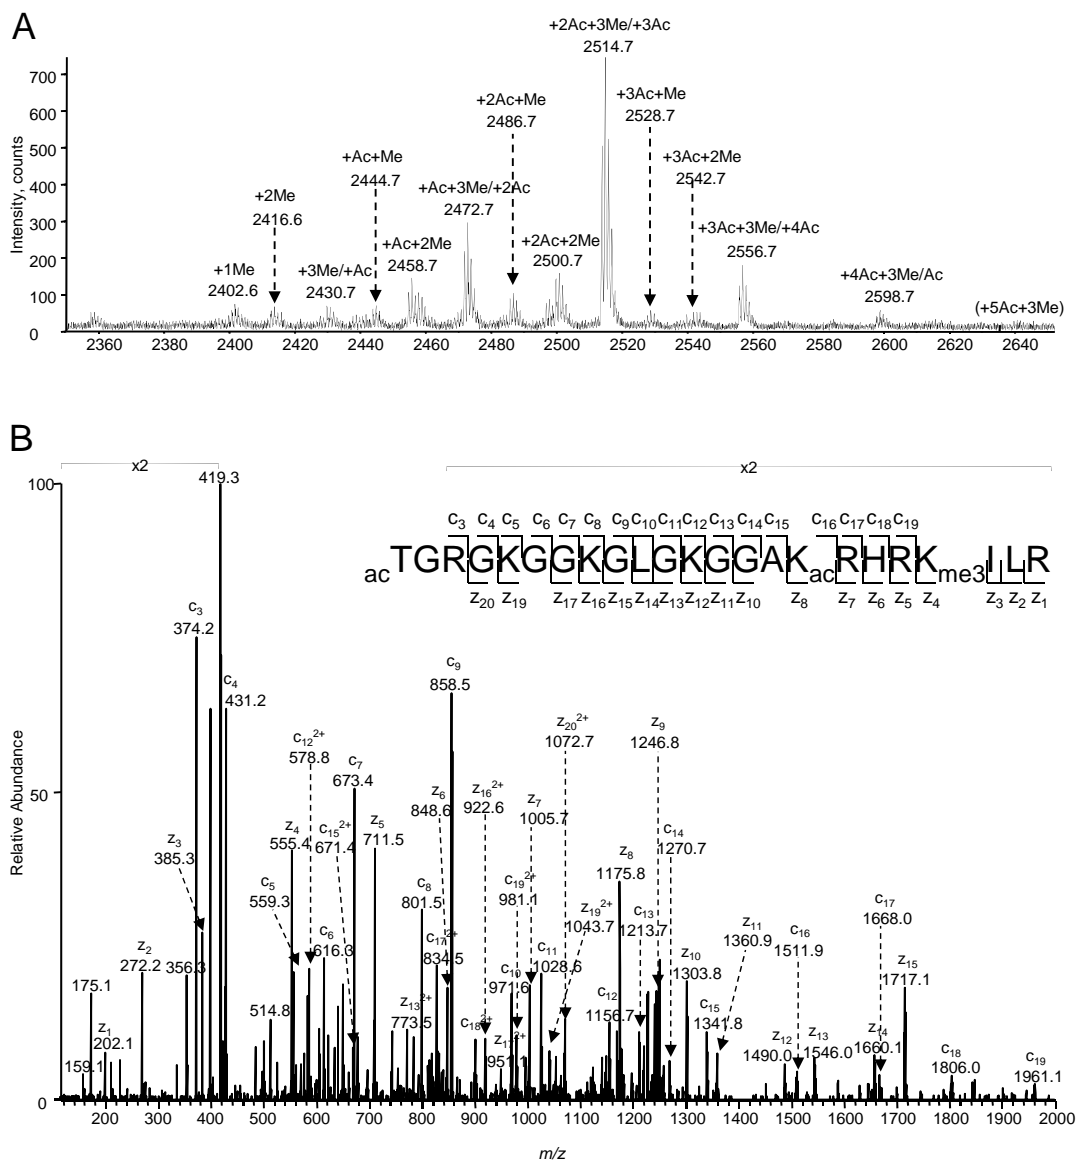 A
+2Ac+3Me/+3Ac
2514.7
700
600
500
400
300
200
100
0
Intensity, counts
+1Me
2402.6
+2Me
2416.6
+3Me/+Ac
2430.7
+Ac+Me
2444.7
+Ac+2Me
2458.7
+Ac+3Me/+2Ac
2472.7
+2Ac+Me
2486.7
+2Ac+2Me
2500.7
+3Ac+Me
2528.7
+3Ac+2Me
2542.7
+3Ac+3Me/+4Ac
2556.7
+4Ac+3Me/Ac
2598.7
(+5Ac+3Me)
2360 2380 2400 2420 2440 2460 2480 2500 2520 2540 2560 2580 2600 2620 2640
B
x2
x2
100
50
0
Relative Abundance
c3 c4 c5 c6 c7 c8 c9 c10 c11 c12 c13 c14 c15 c16 c17 c18 c19
acTGRGKGGKGLGKGGAKacRHRKme3ILR
z20 z19 z17 z16 z15 z14 z13 z12 z11 z10 z8 z7 z6 z5 z4 z3 z2 z1
159.1
175.1
z1
202.1
z2
272.2
356.3
z3
385.3
c3
374.2
419.3
c4
431.2
514.8
z4
555.4
c5
559.3
c12 2+
578.8
c6
616.3
c15 2+
671.4
c7
673.4
z5
711.5
z13 2+
773.5
c8
801.5
c17 2+
834.5
z6
848.6
c9
858.5
c18 2+
z16 2+
922.6
z17 2+
951.1
c10
971.6
c19 2+
981.1
z7
1005.7
c11
1028.6
z19 2+
1043.7
z20 2+
1072.7
c12
1156.7
z8
1175.8
c13
1213.7
z9
1246.8
c14
1270.7
z10
1303.8
c15
1341.8
z11
1360.9
z12
1490.0
c16
1511.9
z13
1546.0
z14
1660.1
c17
1668.0
z15
1717.1
c18
1806.0
c19
1961.1
200 300 400 500 600 700 800 900 1000 1100 1200 1300 1400 1500 1600 1700 1800 1900 2000
m/z